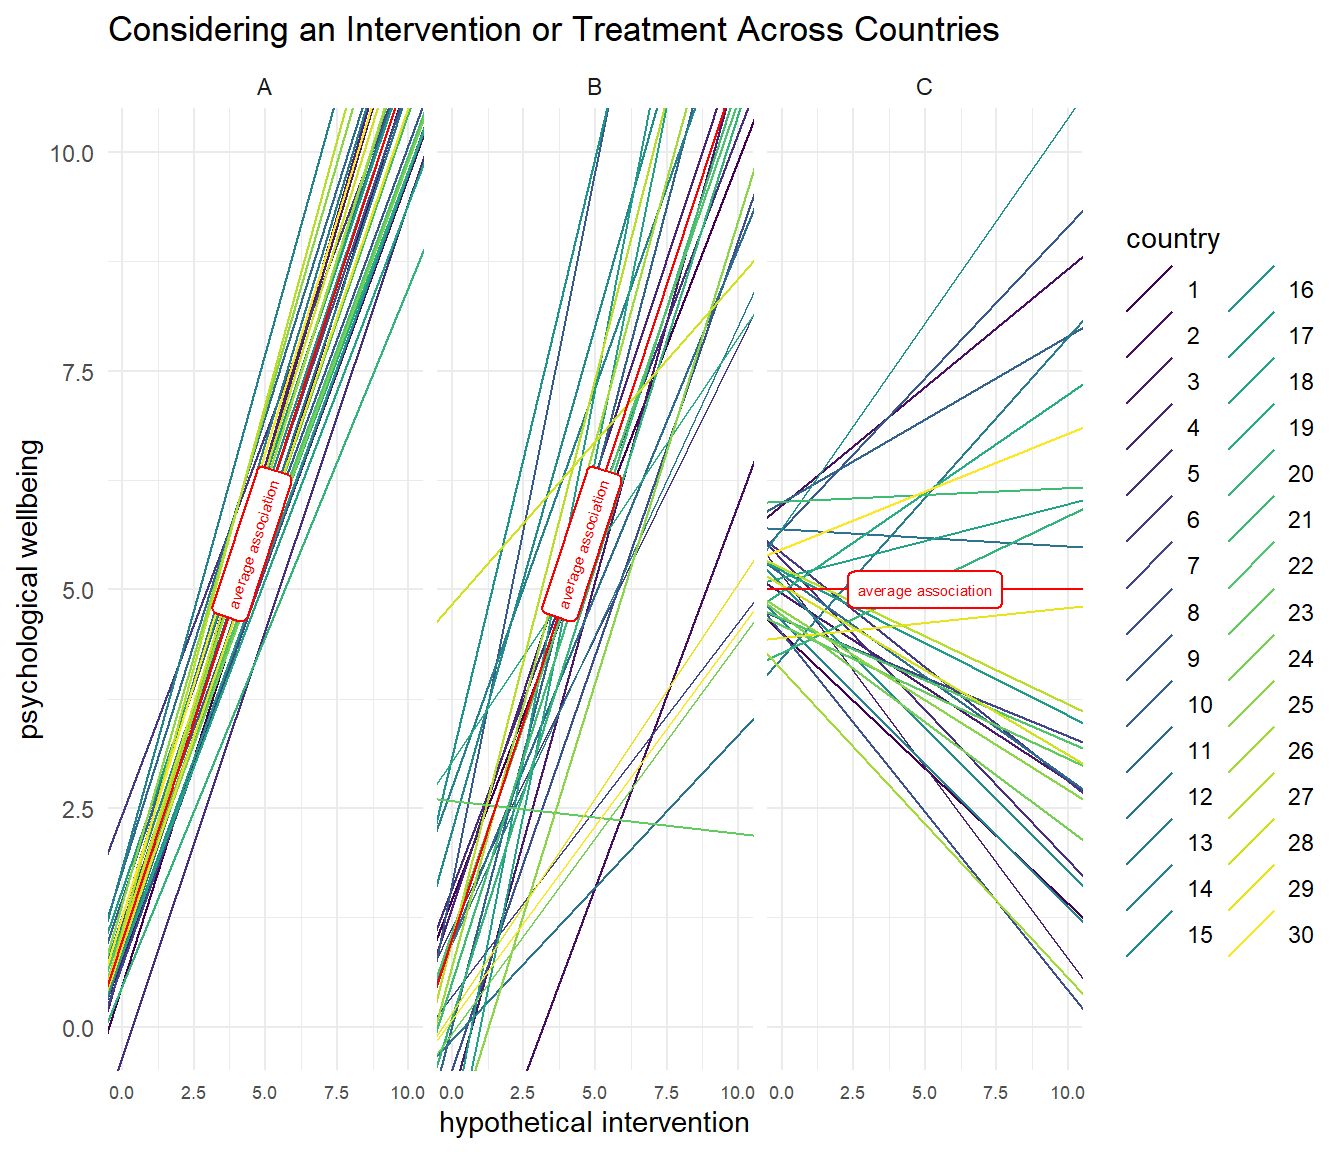 Considering an Intervention or Treatment Across Countries
A
B
C
10.0
7.5
5.0
2.5
0.0
psychological wellbeing
average association
average association
average association
0.0 2.5 5.0 7.5 10.0
0.0 2.5 5.0 7.5 10.0
0.0 2.5 5.0 7.5 10.0
hypothetical intervention
country
1
2
3
4
5
6
7
8
9
10
11
12
13
14
15
16
17
18
19
20
21
22
23
24
25
26
27
28
29
30